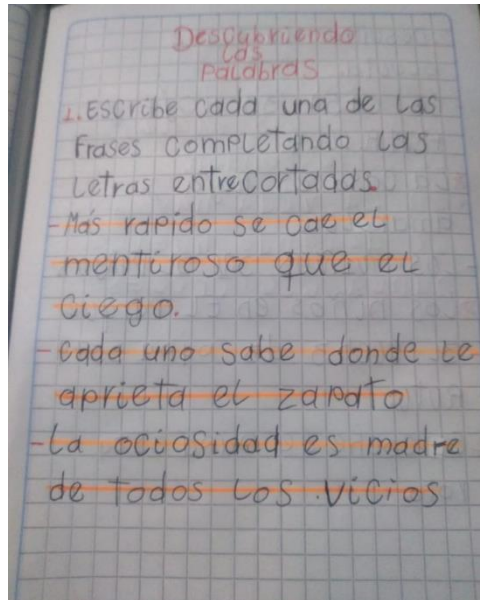 Descubriendo
las
palabras
1. Escribe cada una de las
frases completando las
letras entrecortadas.
- Más rapido se cae el
mentiroso que el
ciego.
- cada uno sabe donde le
aprieta el zapato
- La ociosidad es madre
de todos los vicios